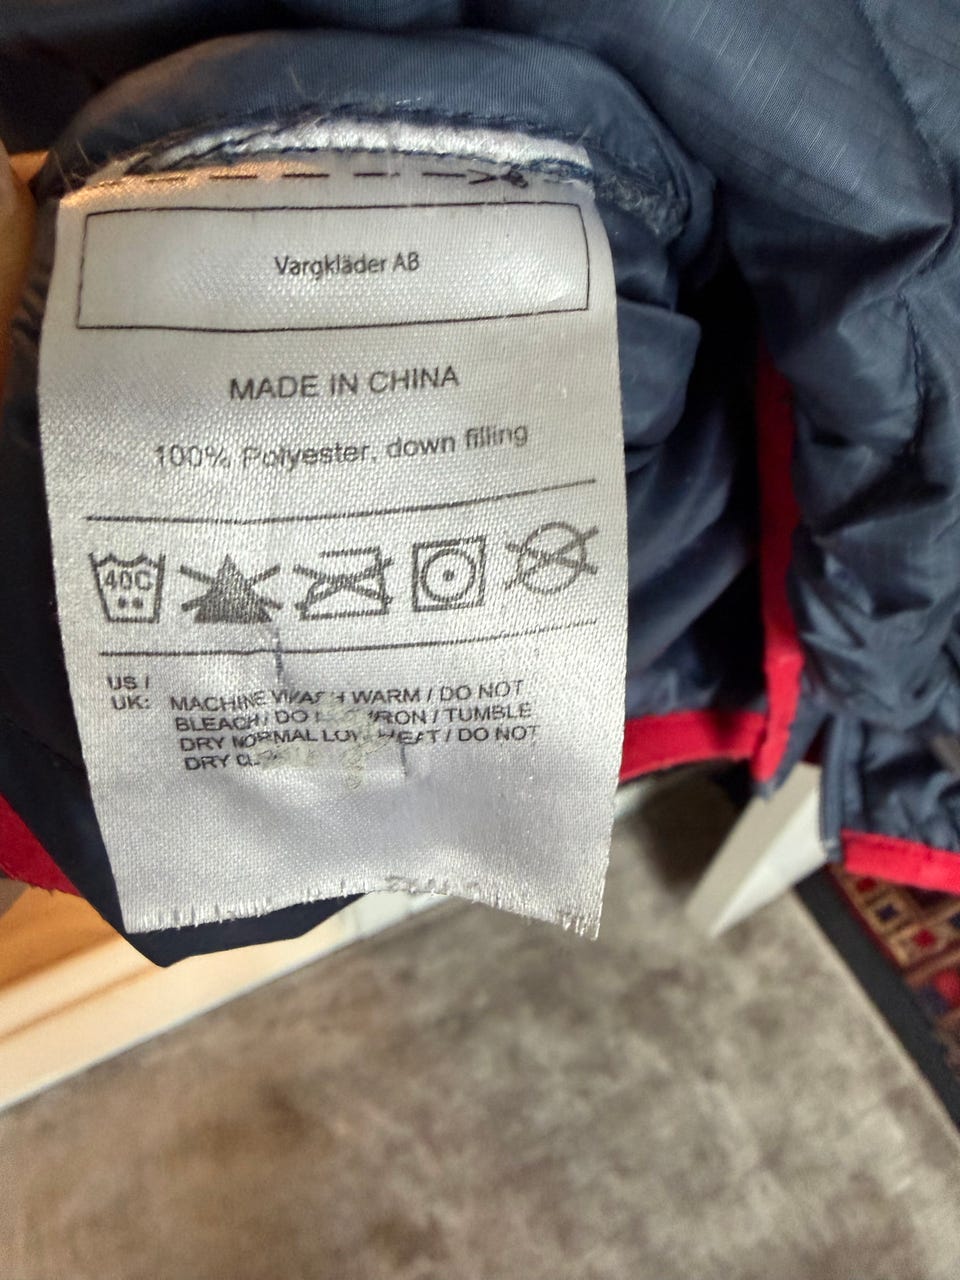 Vargkläder AB
MADE IN CHINA
100% Polyester, down filling
40C
US /
UK: MACHINE WASH WARM / DO NOT
BLEACH / DO IRON / TUMBLE
DRY NORMAL LOW HEAT / DO NOT
DRY